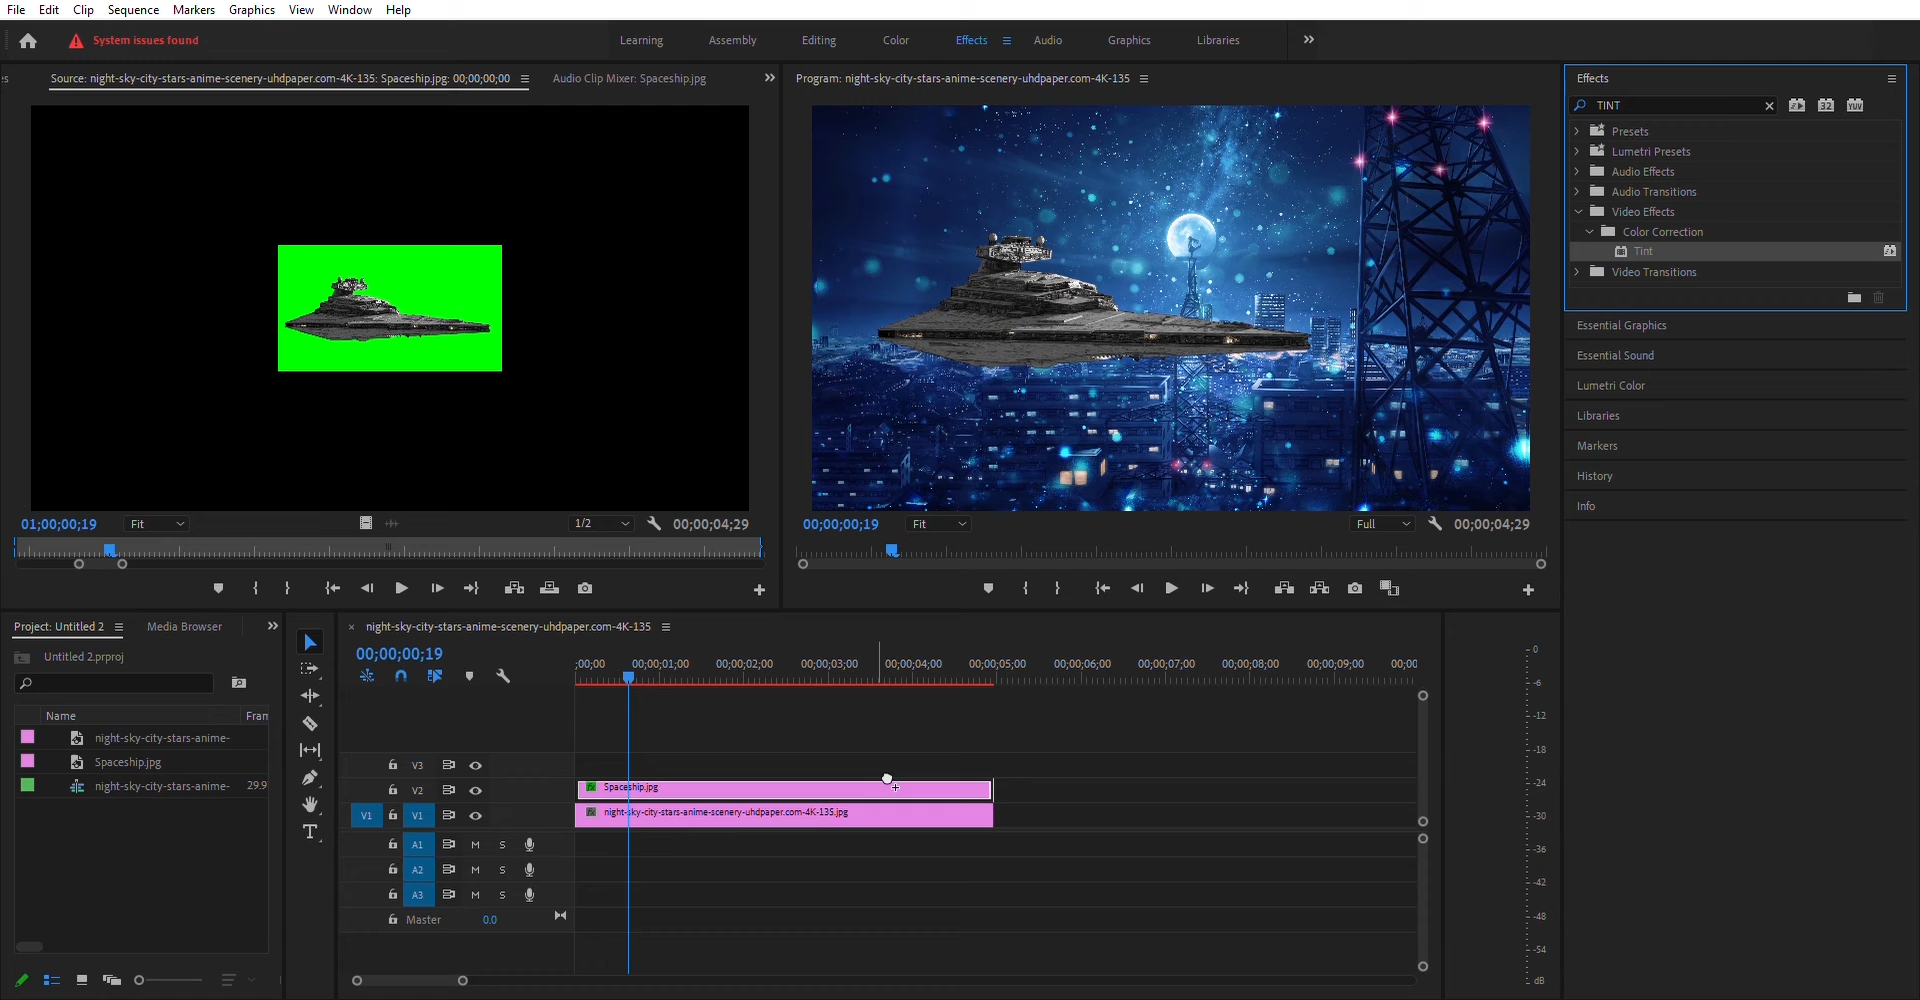 File Edit Clip Sequence Markers Graphics View Window Help
System issues found
Learning Assembly Editing Color Effects Audio Graphics Libraries
Source: night-sky-city-stars-anime-scenery-uhdpaper.com-4K-135: Spaceship.jpg: 00;00;00;00
Audio Clip Mixer: Spaceship.jpg
Program: night-sky-city-stars-anime-scenery-uhdpaper.com-4K-135
Effects
TINT
32
YUV
Presets
Lumetri Presets
Audio Effects
Audio Transitions
Video Effects
Color Correction
Tint
Video Transitions
Essential Graphics
Essential Sound
Lumetri Color
Libraries
Markers
History
Info
01;00;00;19 Fit 1/2 00;00;04;29
00;00;00;19 Fit Full 00;00;04;29
Project: Untitled 2 Media Browser
Untitled 2.prproj
Name Fran
night-sky-city-stars-anime-
Spaceship.jpg
night-sky-city-stars-anime- 29.9
night-sky-city-stars-anime-scenery-uhdpaper.com-4K-135
00;00;00;19
;00;00 00;00;01;00 00;00;02;00 00;00;03;00 00;00;04;00 00;00;05;00 00;00;06;00 00;00;07;00 00;00;08;00 00;00;09;00 00;00
V3
V2 Spaceship.jpg
V1 V1 night-sky-city-stars-anime-scenery-uhdpaper.com-4K-135.jpg
A1 M S
A2 M S
A3 M S
Master 0.0
0
-6
-12
-18
-24
-30
-36
-42
-48
-54
dB